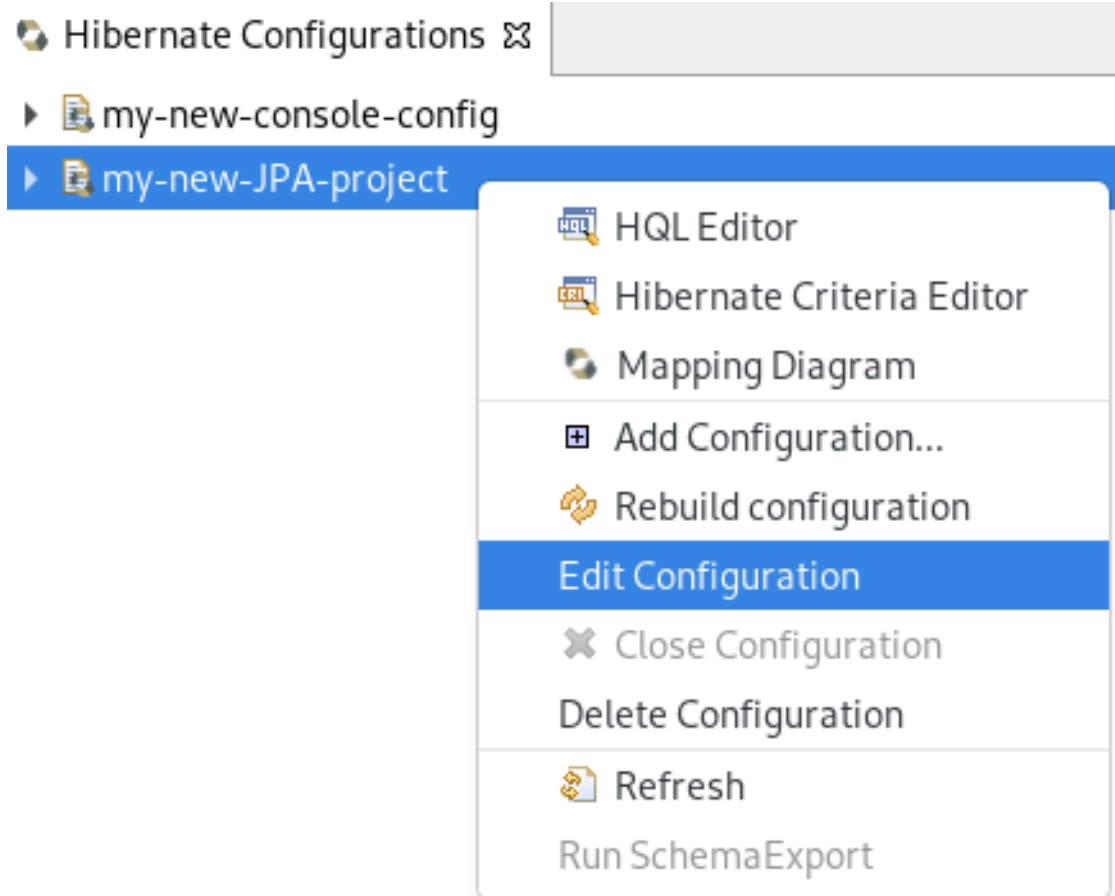 Hibernate Configurations
my-new-console-config
my-new-JPA-project
HQL Editor
Hibernate Criteria Editor
Mapping Diagram
Add Configuration...
Rebuild configuration
Edit Configuration
Close Configuration
Delete Configuration
Refresh
Run SchemaExport